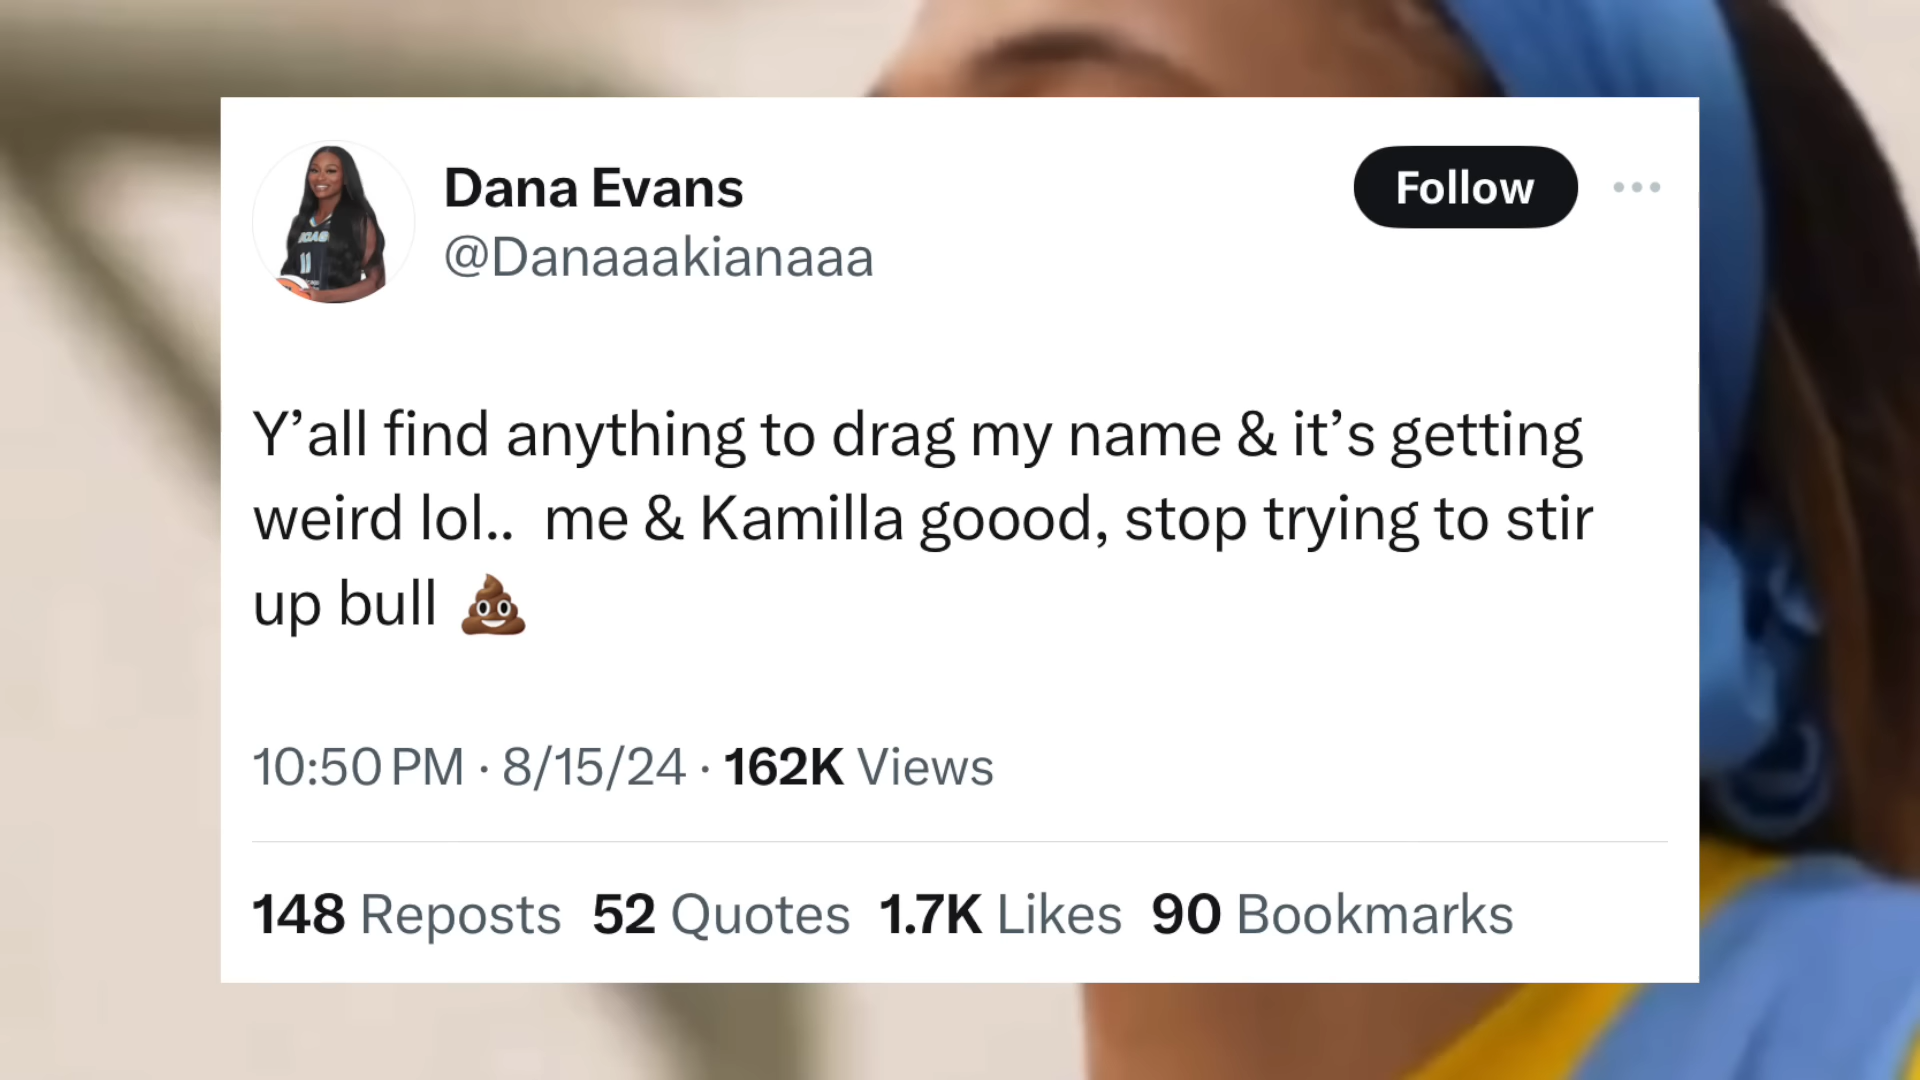 Dana Evans
@Danaaakianaaa
Follow
Y’all find anything to drag my name & it’s getting
weird lol..  me & Kamilla goood, stop trying to stir
up bull 💩
10:50 PM · 8/15/24 · 162K Views
148 Reposts 52 Quotes 1.7K Likes 90 Bookmarks